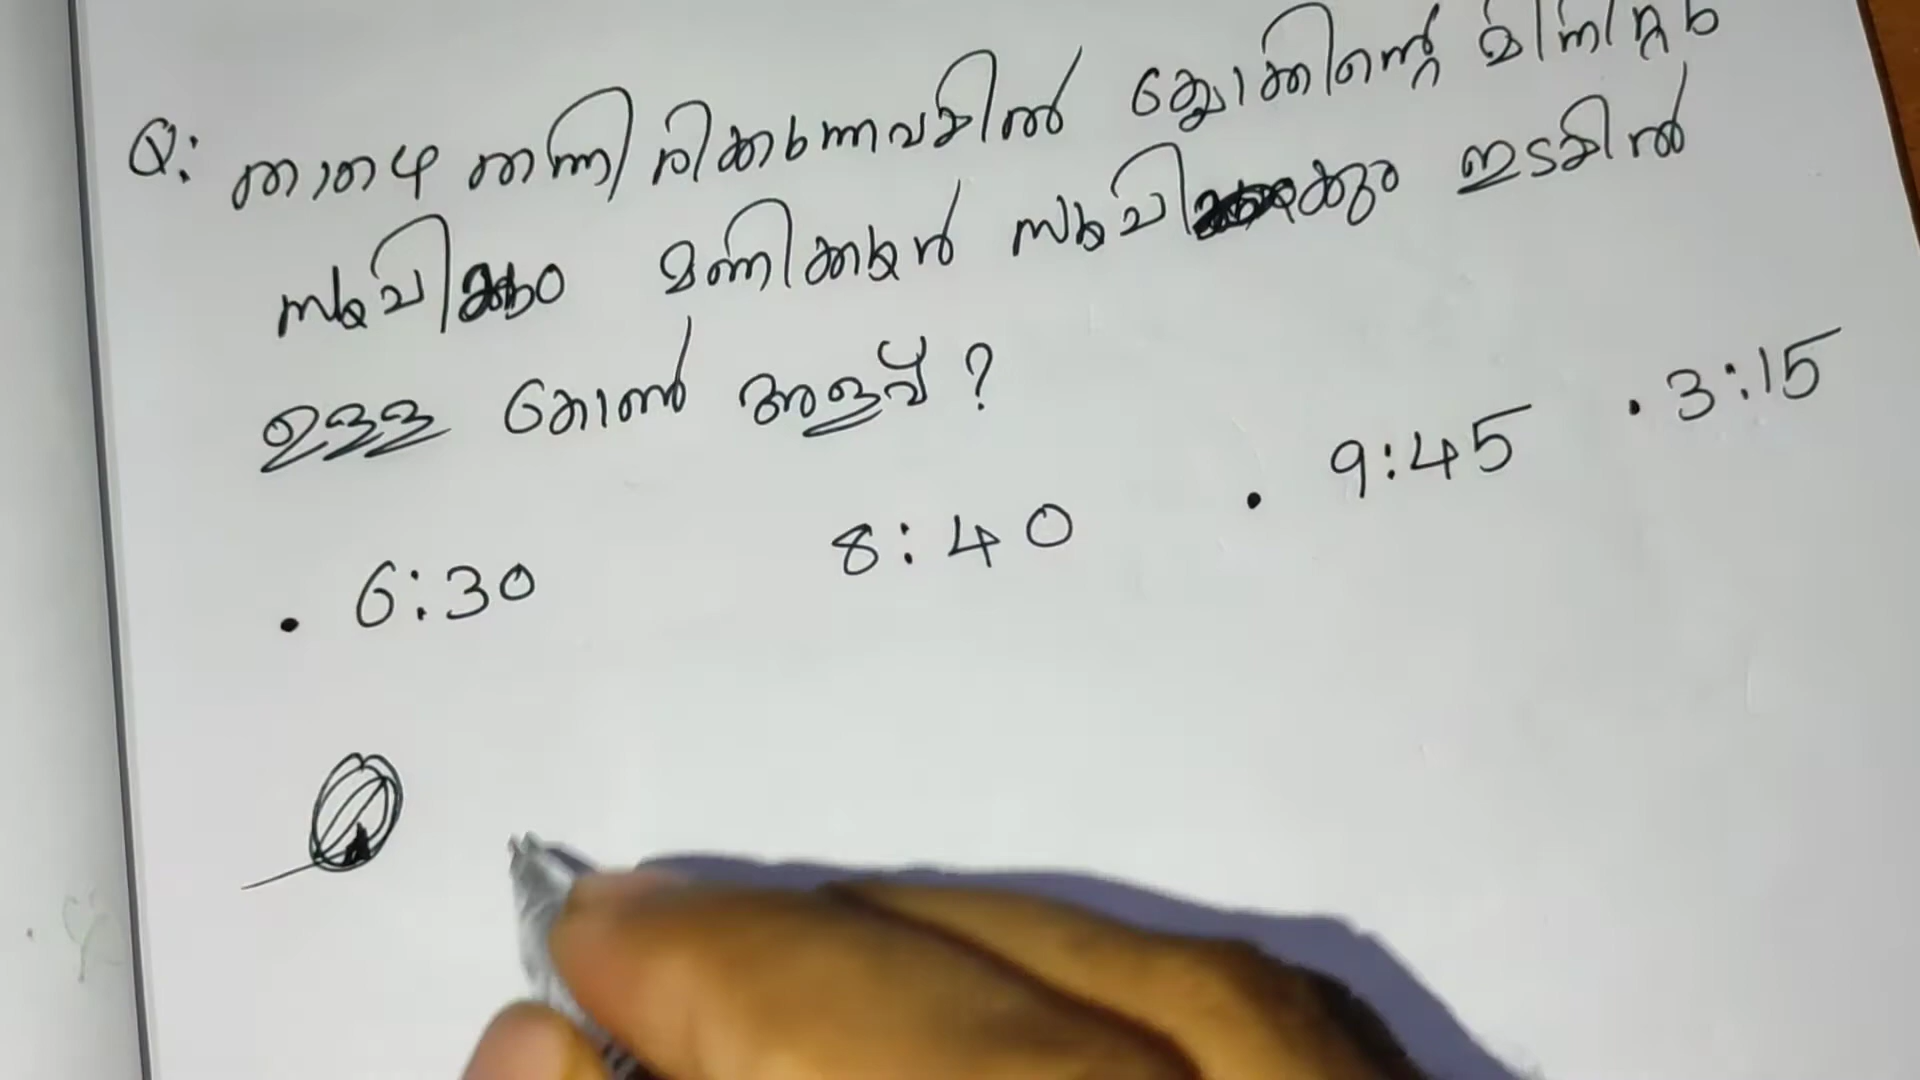 Q: താഴെ തന്നിരിക്കുന്നവയിൽ ക്ലോക്കിന്റെ മിനിറ്റു
സൂചിക്കും മണിക്കൂർ സൂചിക്കും ഇടയിൽ
ഉള്ള കോൺ അളവ് ?
. 6:30 8:40 . 9:45 . 3:15